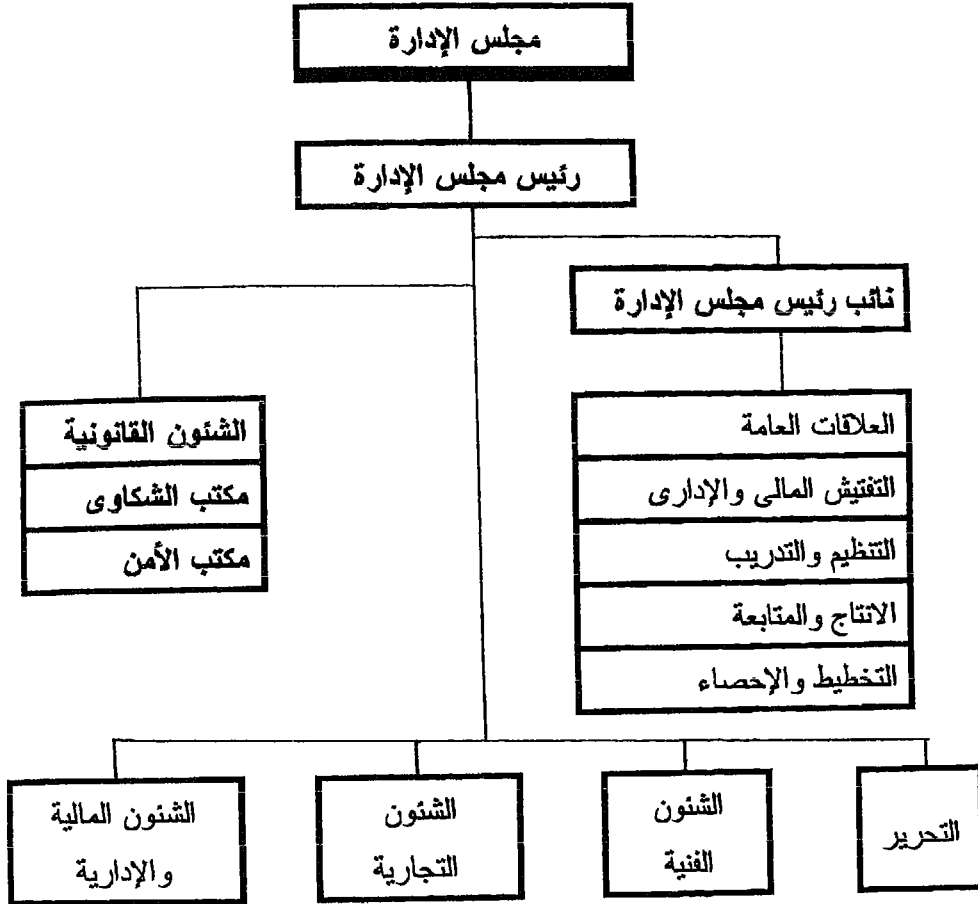 مجلس الإدارة
رئيس مجلس الإدارة
نائب رئيس مجلس الإدارة
العلاقات العامة
التفتيش المالى والإدارى
التنظيم والتدريب
الانتاج والمتابعة
التخطيط والإحصاء
الشئون القانونية
مكتب الشكاوى
مكتب الأمن
التحرير
الشئون
الفنية
الشئون
التجارية
الشئون المالية
والإدارية